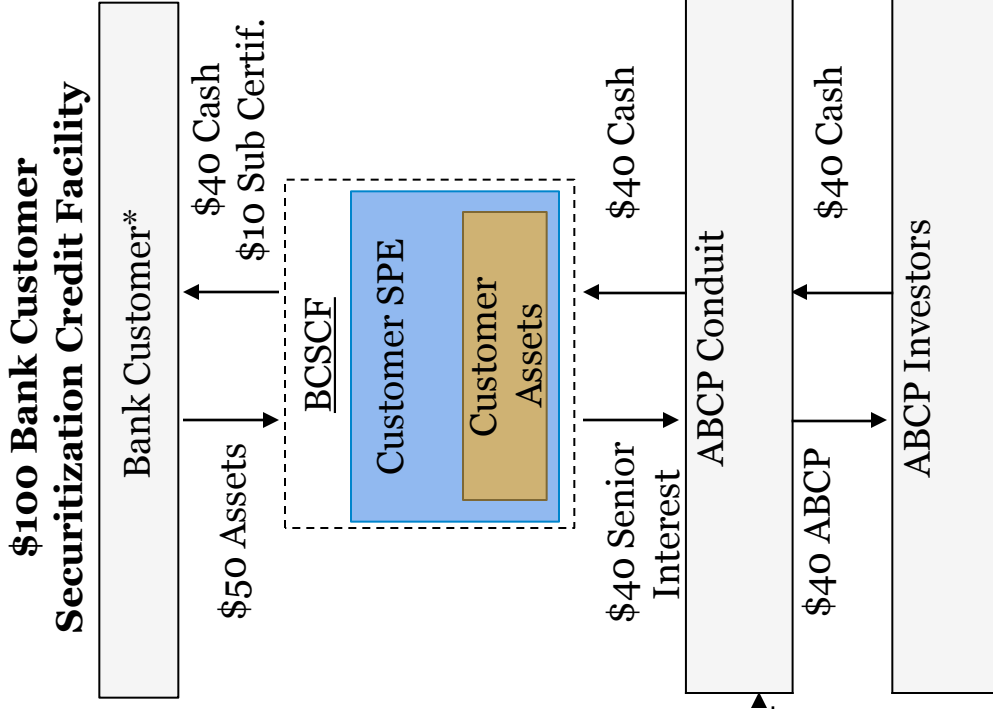 $100 Bank Customer
Securitization Credit Facility
Bank Customer*
$50 Assets
$40 Cash
$10 Sub Certif.
BCSCF
Customer SPE
Customer
Assets
$40 Senior
Interest
$40 Cash
ABCP Conduit
$40 ABCP
$40 Cash
ABCP Investors